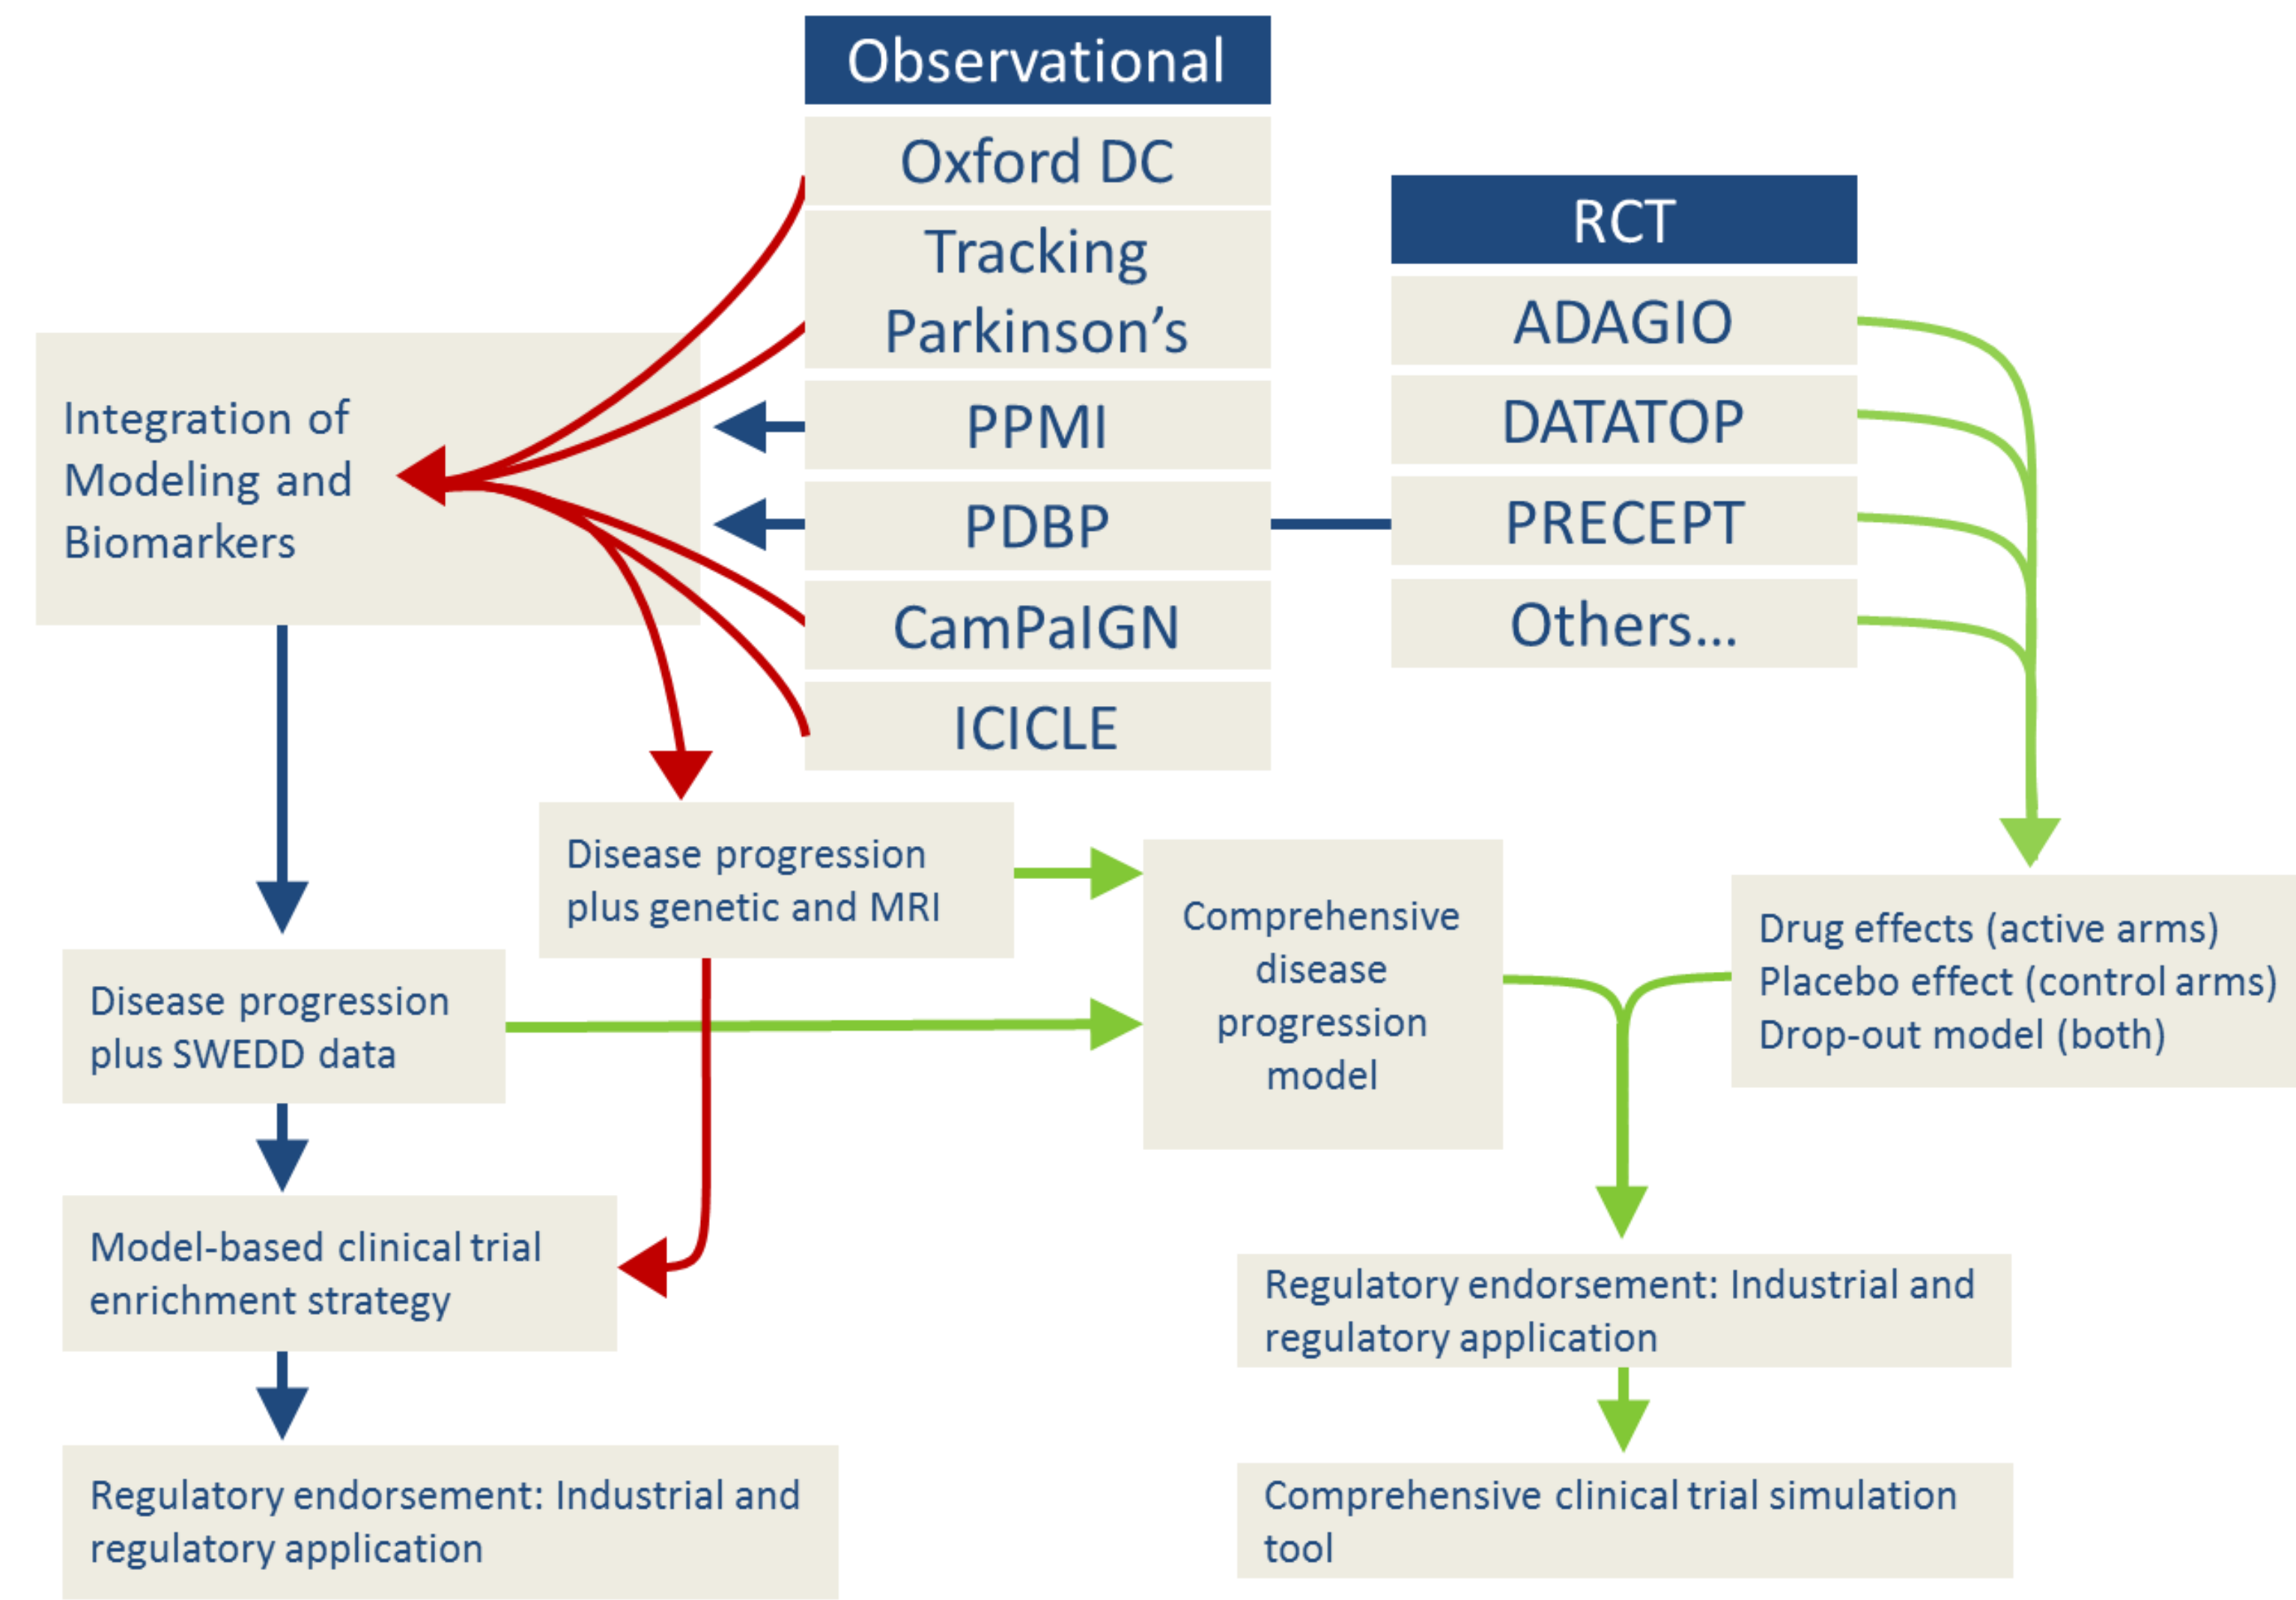 Observational
Oxford DC
Tracking
Parkinson’s
PPMI
PDBP
CamPaIGN
ICICLE
RCT
ADAGIO
DATATOP
PRECEPT
Others...
Integration of
Modeling and
Biomarkers
Disease progression
plus genetic and MRI
Disease progression
plus SWEDD data
Comprehensive
disease
progression
model
Drug effects (active arms)
Placebo effect (control arms)
Drop-out model (both)
Model-based clinical trial
enrichment strategy
Regulatory endorsement: Industrial and
regulatory application
Regulatory endorsement: Industrial and
regulatory application
Comprehensive clinical trial simulation
tool